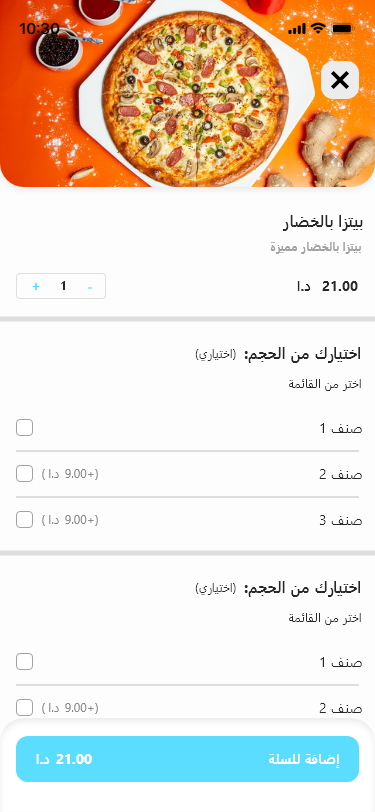 10:30
بيتزا بالخضار
بيتزا بالخضار مميزة
21.00 د.ا
- 1 +
اختيارك من الحجم: (اختياري)
اختر من القائمة
صنف 1
صنف 2 (+9.00 د.ا )
صنف 3 (+9.00 د.ا )
اختيارك من الحجم: (اختياري)
اختر من القائمة
صنف 1
صنف 2 (+9.00 د.ا )
إضافة للسلة 21.00 د.ا